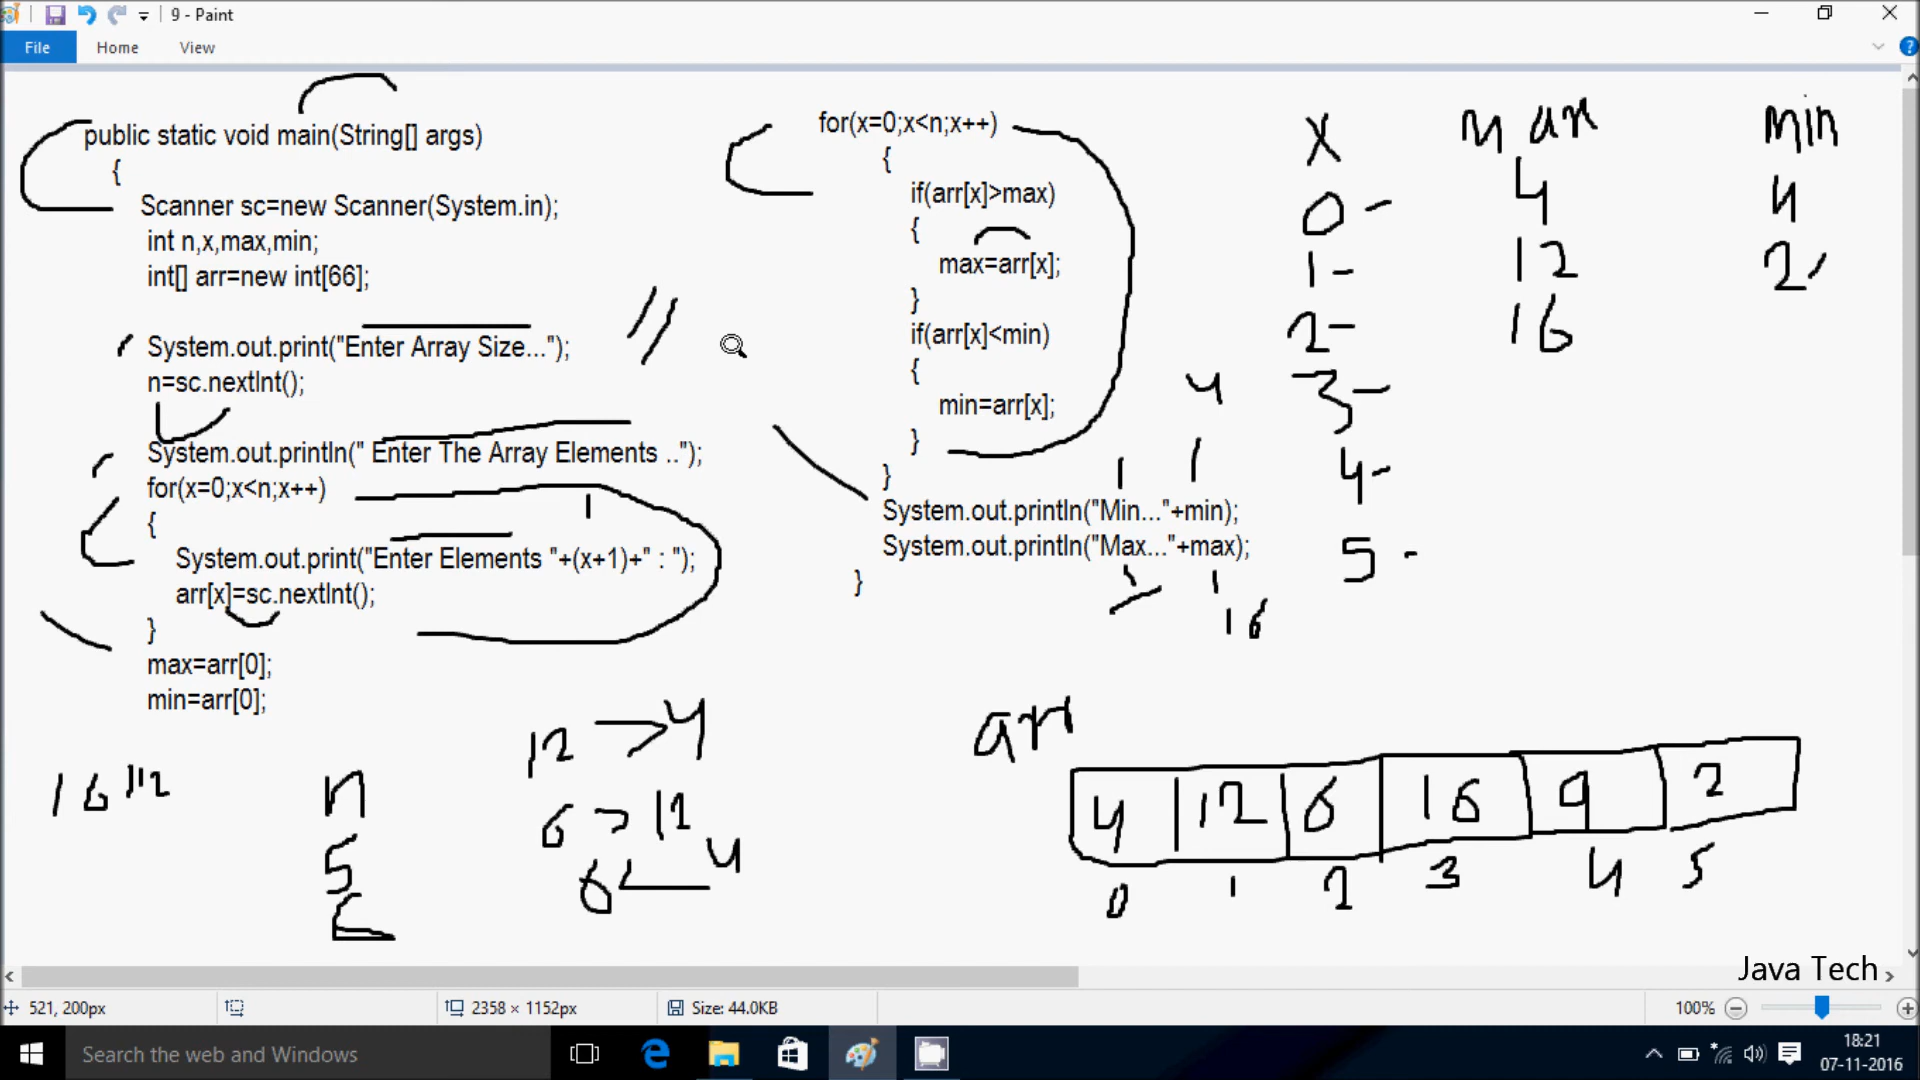 9 - Paint
File Home View
public static void main(String[] args)
{
Scanner sc=new Scanner(System.in);
int n,x,max,min;
int[] arr=new int[66];
System.out.print("Enter Array Size...");
n=sc.nextInt();
System.out.println(" Enter The Array Elements ..");
for(x=0;x<n;x++)
{
System.out.print("Enter Elements "+(x+1)+" : ");
arr[x]=sc.nextInt();
}
max=arr[0];
min=arr[0];
for(x=0;x<n;x++)
{
if(arr[x]>max)
{
max=arr[x];
}
if(arr[x]<min)
{
min=arr[x];
}
}
System.out.println("Min..."+min);
System.out.println("Max..."+max);
}
4
16
X min
0- 4 4
1- 12 2
2- 16
3-
4-
5-
16 12
n
5
12 > 4
6 > 12
6 < 4
arr
4 12 6 16 9 2
0 1 2 3 4 5
Java Tech
521, 200px 2358 × 1152px Size: 44.0KB 100%
Search the web and Windows
18:21
07-11-2016